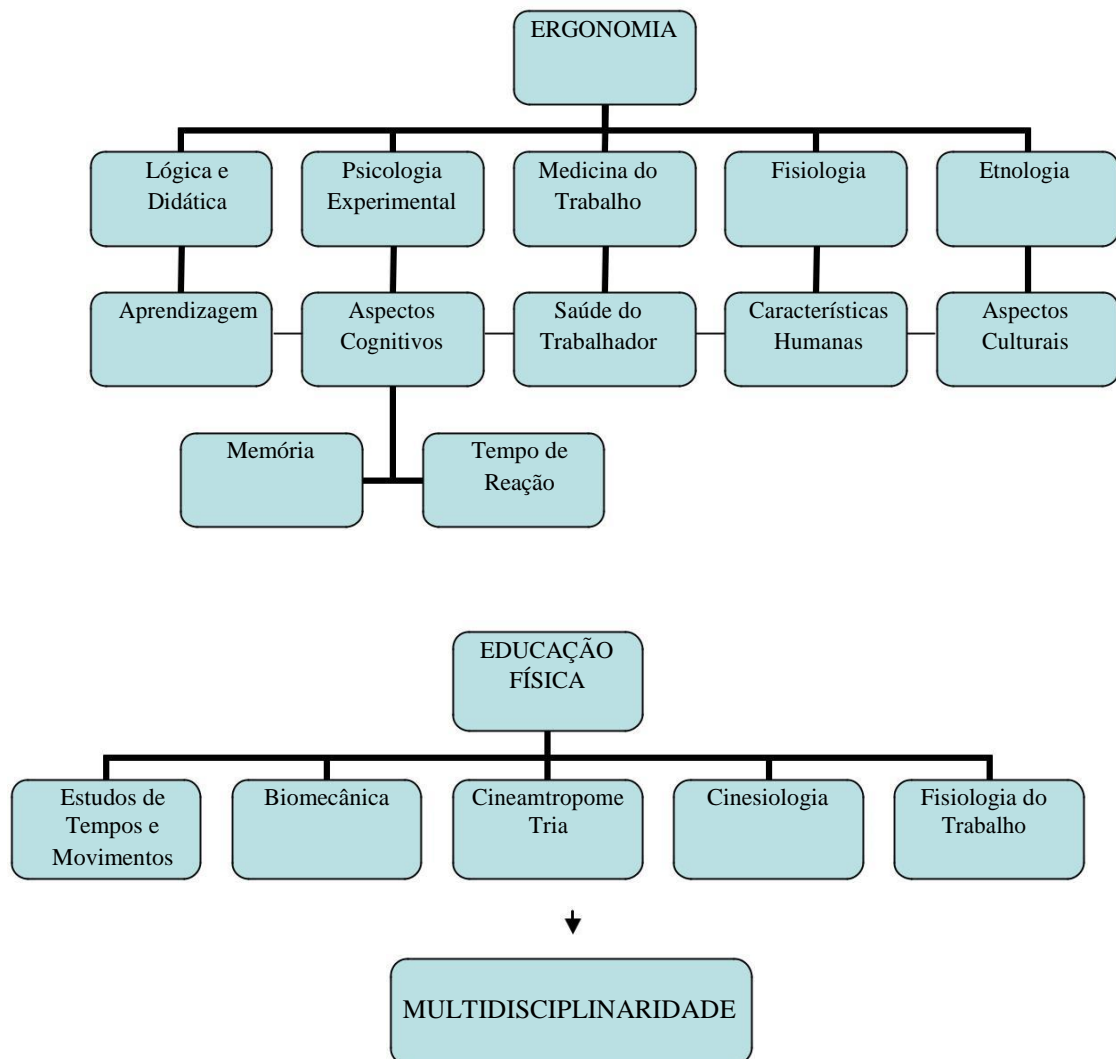 ERGONOMIA
Lógica e
Didática
Psicologia
Experimental
Medicina do
Trabalho
Fisiologia
Etnologia
Aprendizagem
Aspectos
Cognitivos
Saúde do
Trabalhador
Características
Humanas
Aspectos
Culturais
Memória
Tempo de
Reação
EDUCAÇÃO
FÍSICA
Estudos de
Tempos e
Movimentos
Biomecânica
Cineamtropome
Tria
Cinesiologia
Fisiologia do
Trabalho
MULTIDISCIPLINARIDADE